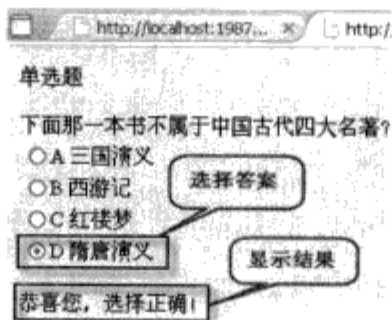 http://localhost:1987...
http:/
单选题
下面那一本书不属于中国古代四大名著?
A 三国演义
B 西游记
选择答案
C 红楼梦
D 隋唐演义
显示结果
恭喜您，选择正确!